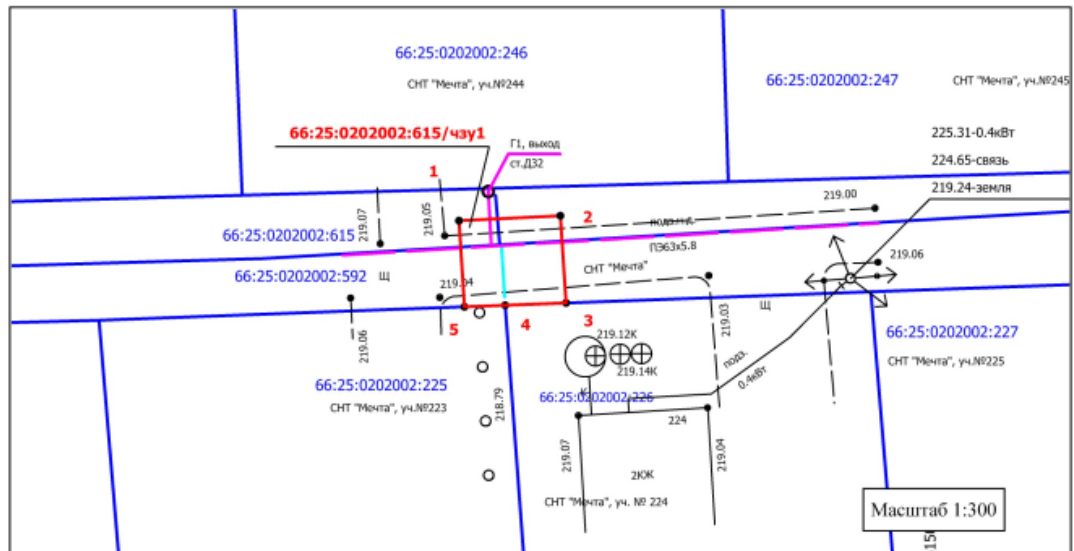 66:25:0202002:246
СНТ "Мечта", уч.№244
66:25:0202002:247
СНТ "Мечта", уч.№245
66:25:0202002:615/чзу1
Г1, выход
ст.Д32
225.31-0.4кВт
224.65-связь
219.24-земля
1
219.07
219.05
2
219.00
подз.н.д.
66:25:0202002:615
ПЭ63х5.8
66:25:0202002:592
Щ
СНТ "Мечта"
219.06
219.04
5
4
3
219.03
Щ
219.06
219.12К
219.14К
подз.
0.4кВт
66:25:0202002:227
СНТ "Мечта", уч.№225
66:25:0202002:225
СНТ "Мечта", уч.№223
218.79
К
66:25:0202002:226
224
219.07
219.04
2КЖ
СНТ "Мечта", уч. № 224
Масштаб 1:300